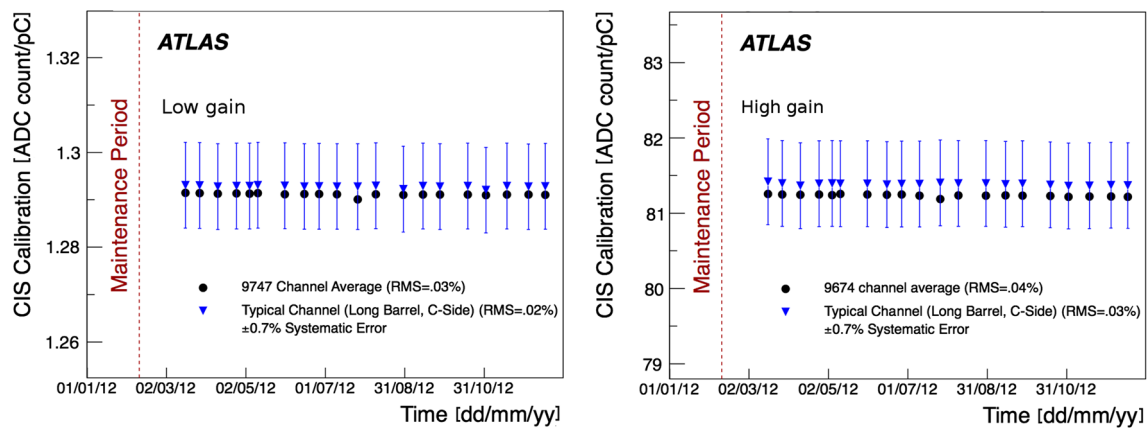 CIS Calibration [ADC count/pC]
1.32
1.3
1.28
1.26
Maintenance Period
ATLAS
Low gain
9747 Channel Average (RMS=.03%)
Typical Channel (Long Barrel, C-Side) (RMS=.02%)
±0.7% Systematic Error
01/01/12 02/03/12 02/05/12 01/07/12 31/08/12 31/10/12
Time [dd/mm/yy]
CIS Calibration [ADC count/pC]
83
82
81
80
79
Maintenance Period
ATLAS
High gain
9674 channel average (RMS=.04%)
Typical Channel (Long Barrel, C-Side) (RMS=.03%)
±0.7% Systematic Error
01/01/12 02/03/12 02/05/12 01/07/12 31/08/12 31/10/12
Time [dd/mm/yy]